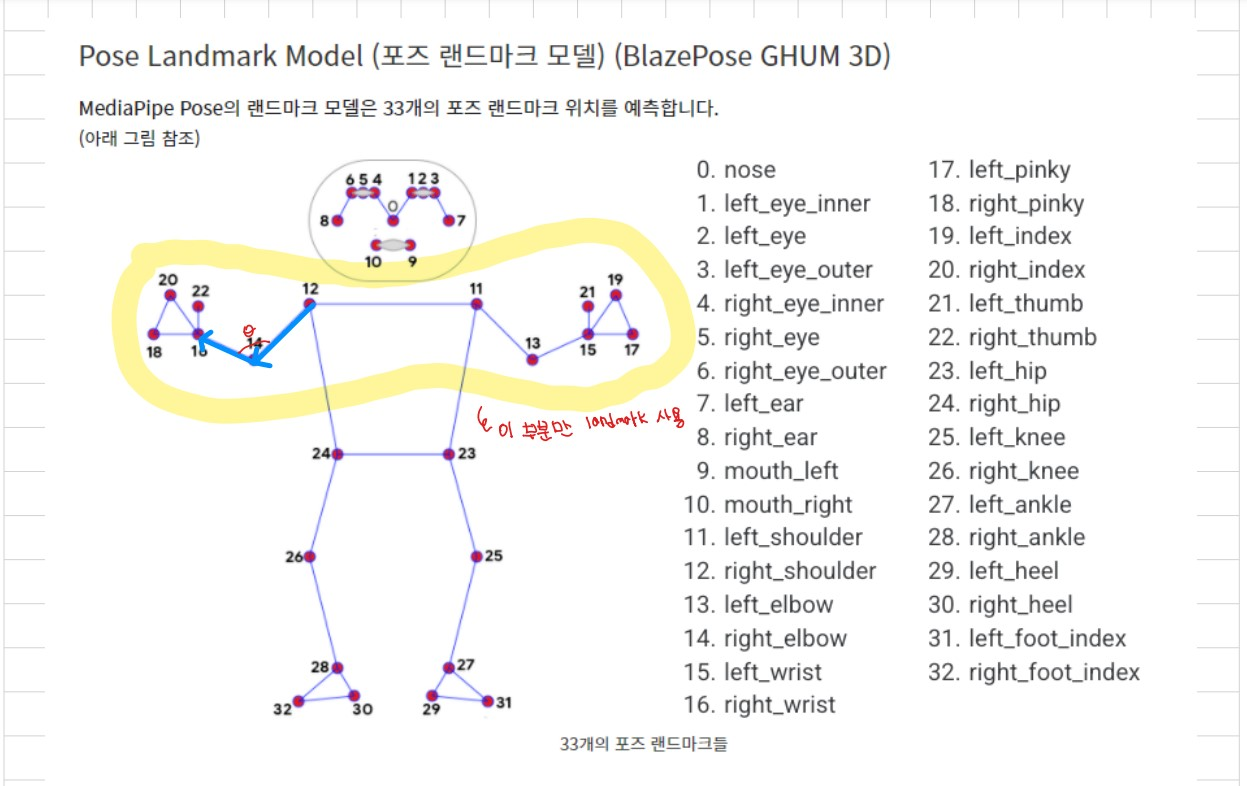 Pose Landmark Model (포즈 랜드마크 모델) (BlazePose GHUM 3D)
MediaPipe Pose의 랜드마크 모델은 33개의 포즈 랜드마크 위치를 예측합니다.
(아래 그림 참조)
6 5 4 1 2 3
0
8 7
10 9
20 22 12 11 21 19
θ
18 16 14 13 15 17
이 부분만 landmark 사용
24 23
26 25
28 27
32 30 29 31
0. nose
1. left_eye_inner
2. left_eye
3. left_eye_outer
4. right_eye_inner
5. right_eye
6. right_eye_outer
7. left_ear
8. right_ear
9. mouth_left
10. mouth_right
11. left_shoulder
12. right_shoulder
13. left_elbow
14. right_elbow
15. left_wrist
16. right_wrist
17. left_pinky
18. right_pinky
19. left_index
20. right_index
21. left_thumb
22. right_thumb
23. left_hip
24. right_hip
25. left_knee
26. right_knee
27. left_ankle
28. right_ankle
29. left_heel
30. right_heel
31. left_foot_index
32. right_foot_index
33개의 포즈 랜드마크들